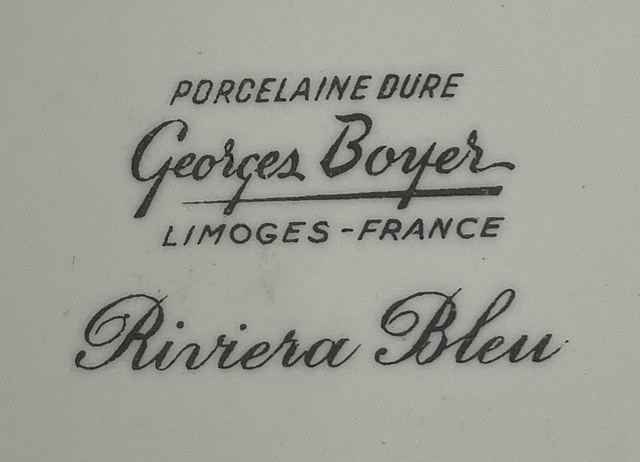 PORCELAINE DURE
Georges Boyer
LIMOGES - FRANCE
Riviera Bleu